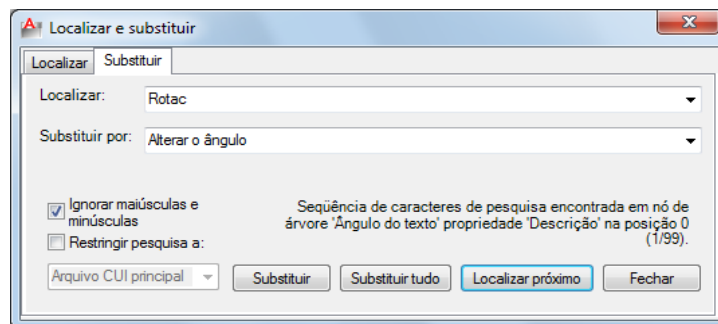 Localizar e substituir
Localizar Substituir
Localizar: Rotac
Substituir por: Alterar o ângulo
Ignorar maiúsculas e
minúsculas
Restringir pesquisa a:
Seqüência de caracteres de pesquisa encontrada em nó de
árvore 'Ângulo do texto' propriedade 'Descrição' na posição 0
(1/99).
Arquivo CUI principal Substituir Substituir tudo Localizar próximo Fechar